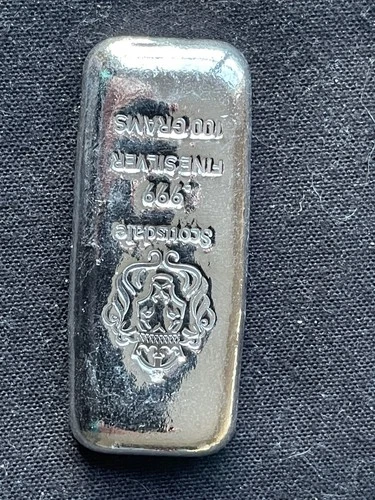 Scottsdale
.999
FINE SILVER
100 GRAMS